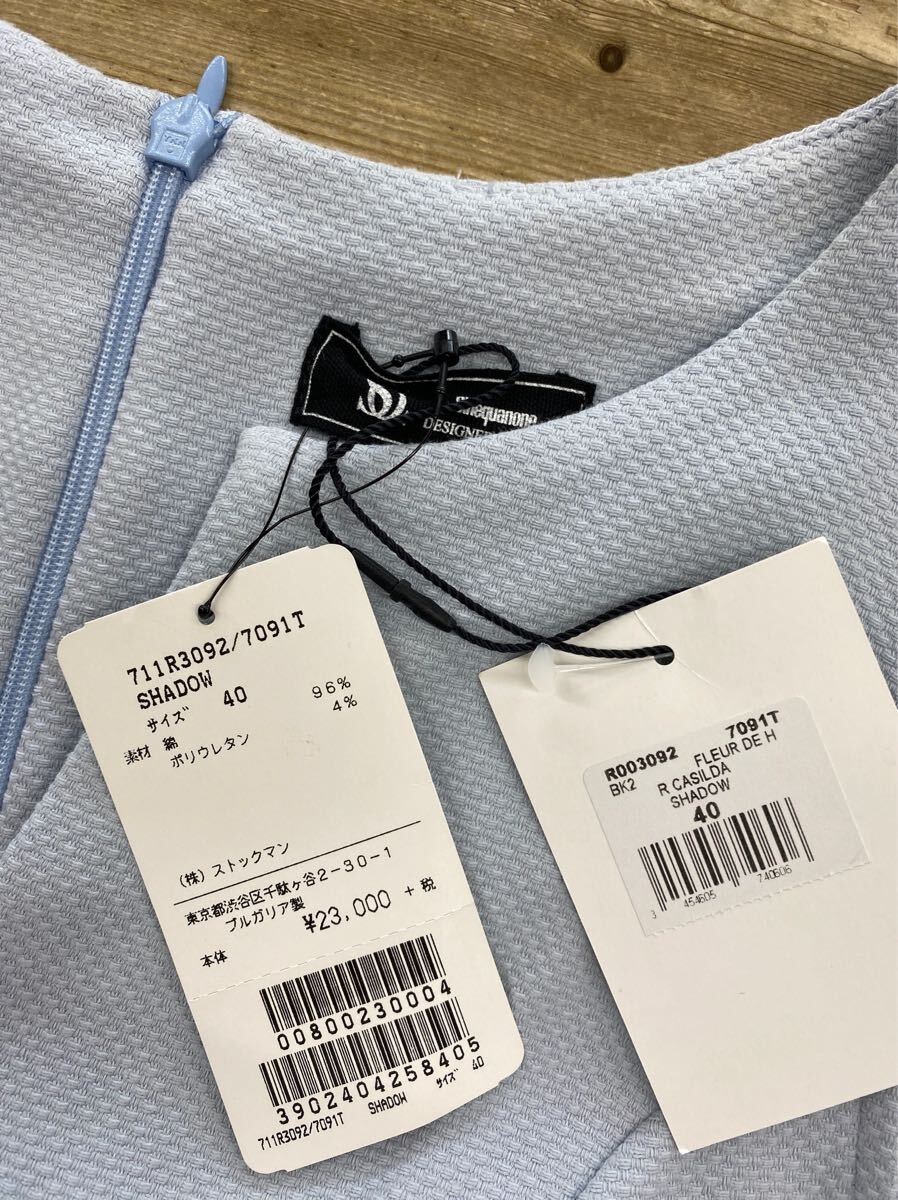 sinequanone
DESIGNE
711R3092/7091T
SHADOW
サイズ 40
素材 綿 96%
ポリウレタン 4%
(株) ストックマン
東京都渋谷区千駄ヶ谷2-30-1
ブルガリア製
本体 ¥23,000 + 税
00800230004
3902404258405
711R3092/7091T SHADOW サイズ 40
R003092 7091T
BK2 FLEUR DE H
R CASILDA
SHADOW
40
3 454605 740606